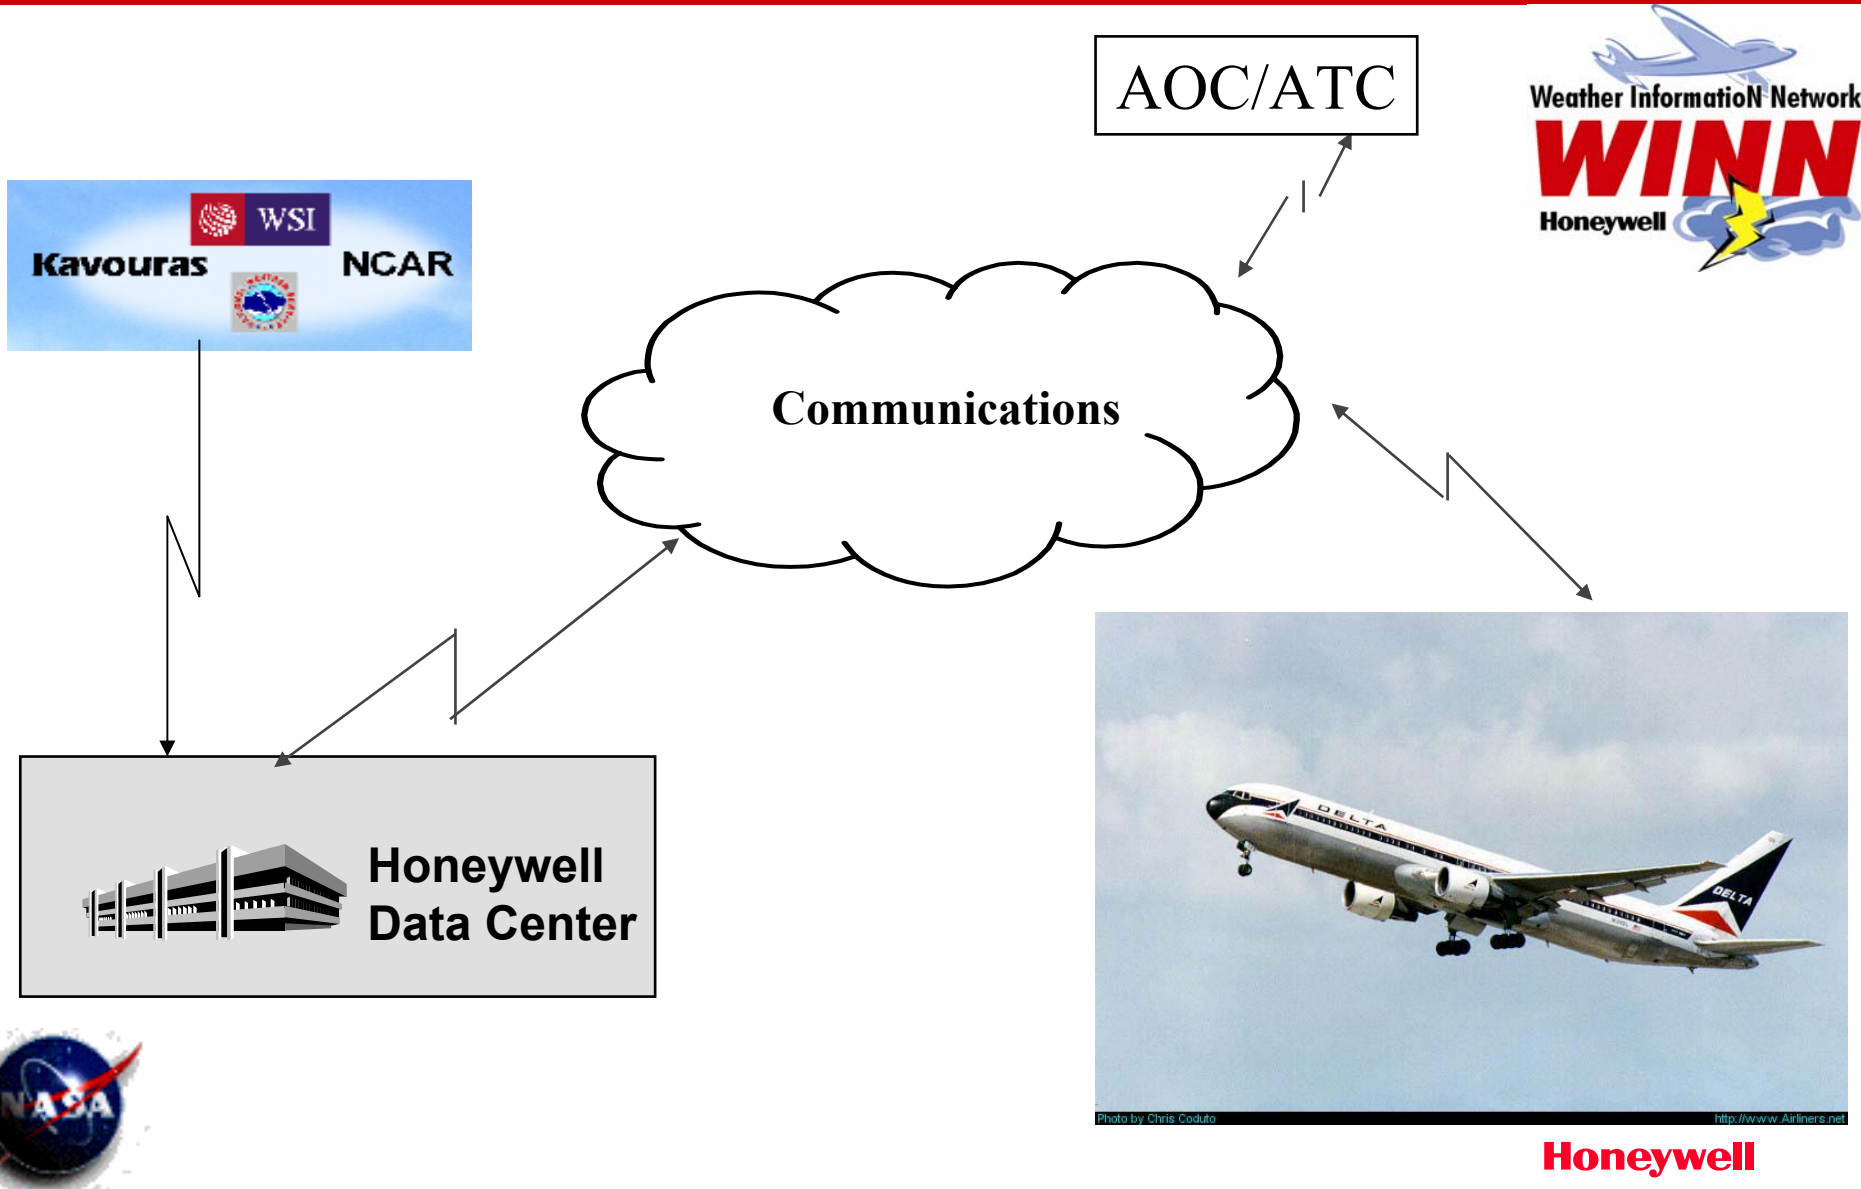 AOC/ATC
Weather InformatioN Network
WINN
Honeywell
WSI
Kavouras
NCAR
Communications
Honeywell
Data Center
DELTA
DELTA
NASA
Photo by Chris Coduto
http://www.Airliners.net
Honeywell